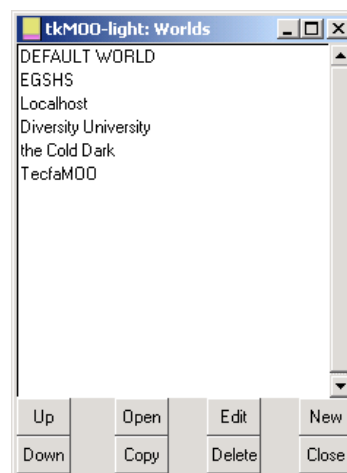 tkMOO-light: Worlds
DEFAULT WORLD
EGSHS
Localhost
Diversity University
the Cold Dark
TecfaMOO
Up Open Edit New
Down Copy Delete Close